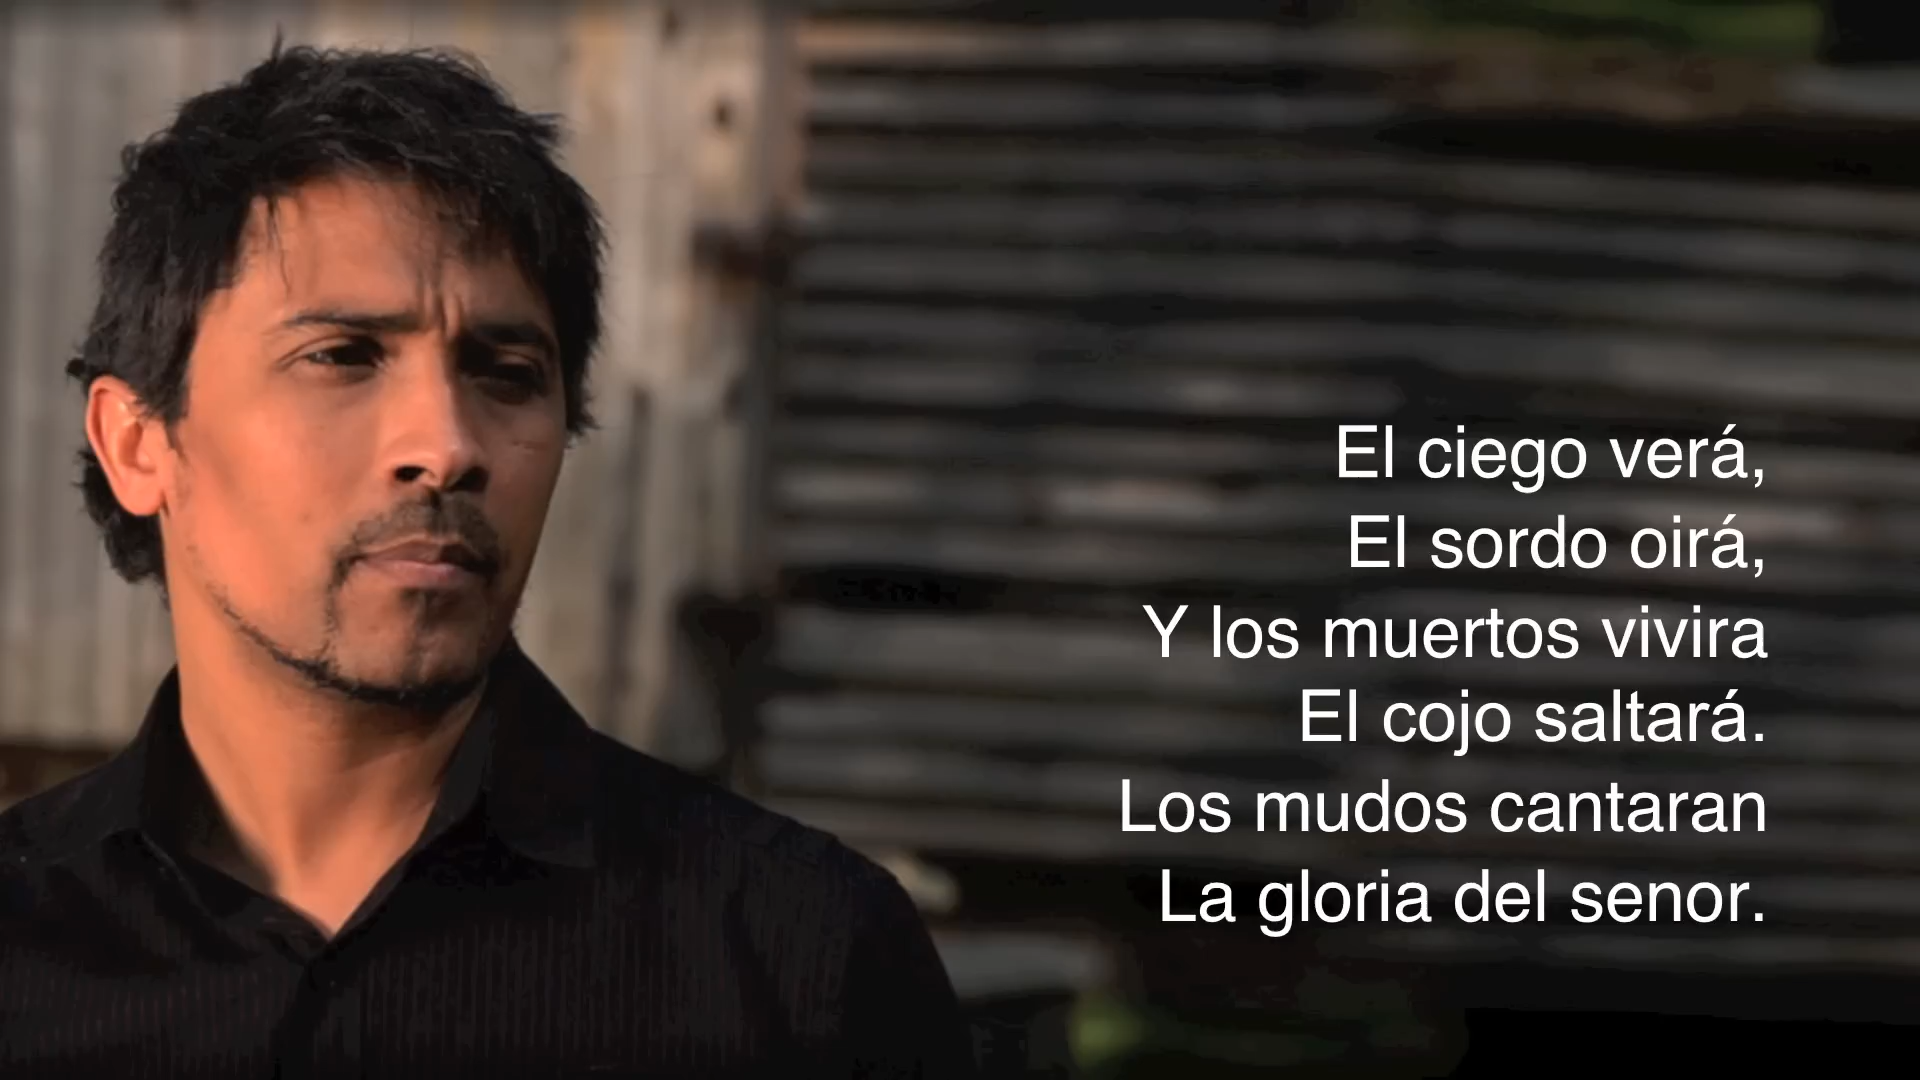 El ciego verá,
El sordo oirá,
Y los muertos vivira
El cojo saltará.
Los mudos cantaran
La gloria del senor.